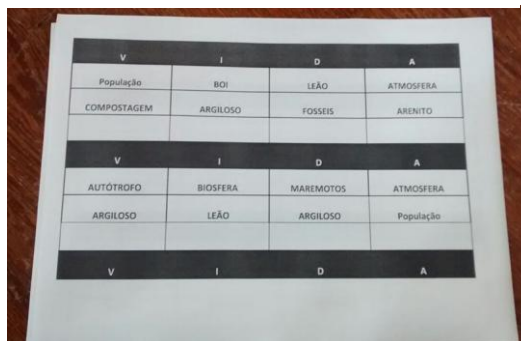 V I D A
População BOI LEÃO ATMOSFERA
COMPOSTAGEM ARGILOSO FOSSEIS ARENITO
V I D A
AUTÓTROFO BIOSFERA MAREMOTOS ATMOSFERA
ARGILOSO LEÃO ARGILOSO População
V I D A